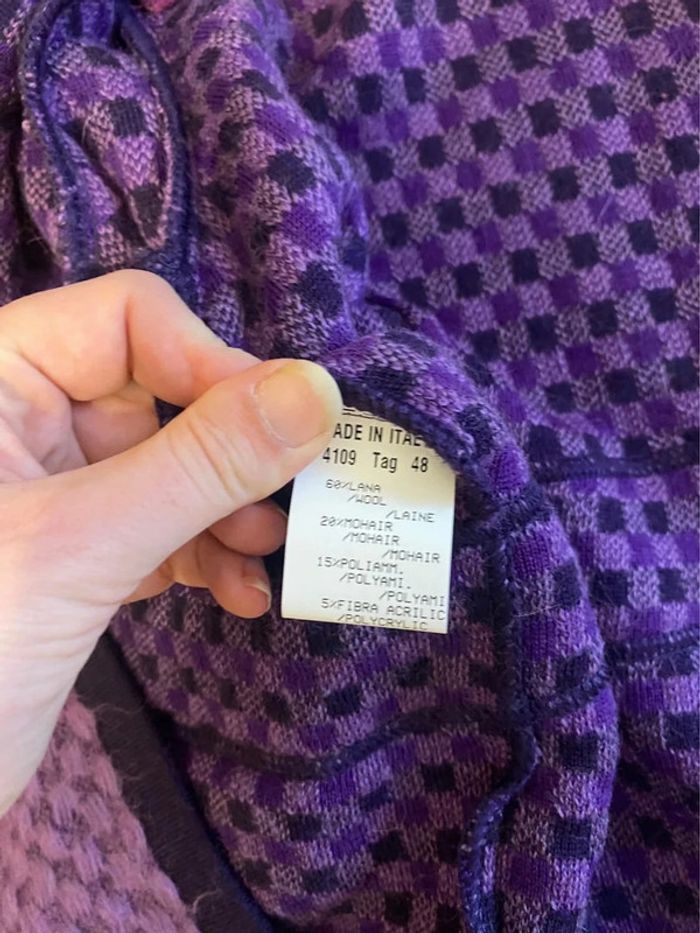 ADE IN ITA
4109 Tag 48
60%LANA
/WOOL
/LAINE
20%MOHAIR
/MOHAIR
/MOHAIR
15%POLIAMM.
/POLYAMI.
/POLYAMI
5%FIBRA ACRILIC
/POLYCRYLIC